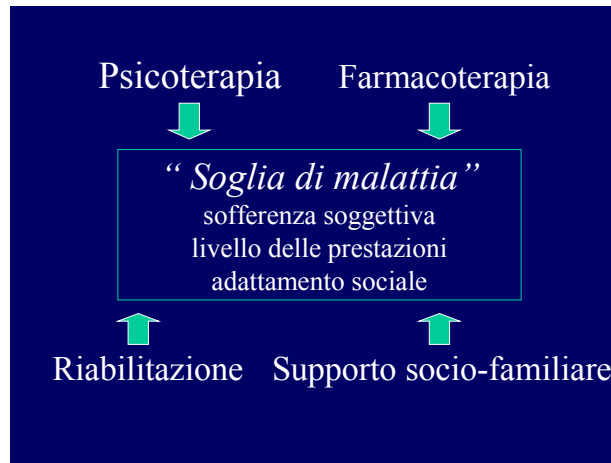 Psicoterapia Farmacoterapia
“ Soglia di malattia”
sofferenza soggettiva
livello delle prestazioni
adattamento sociale
Riabilitazione Supporto socio-familiare